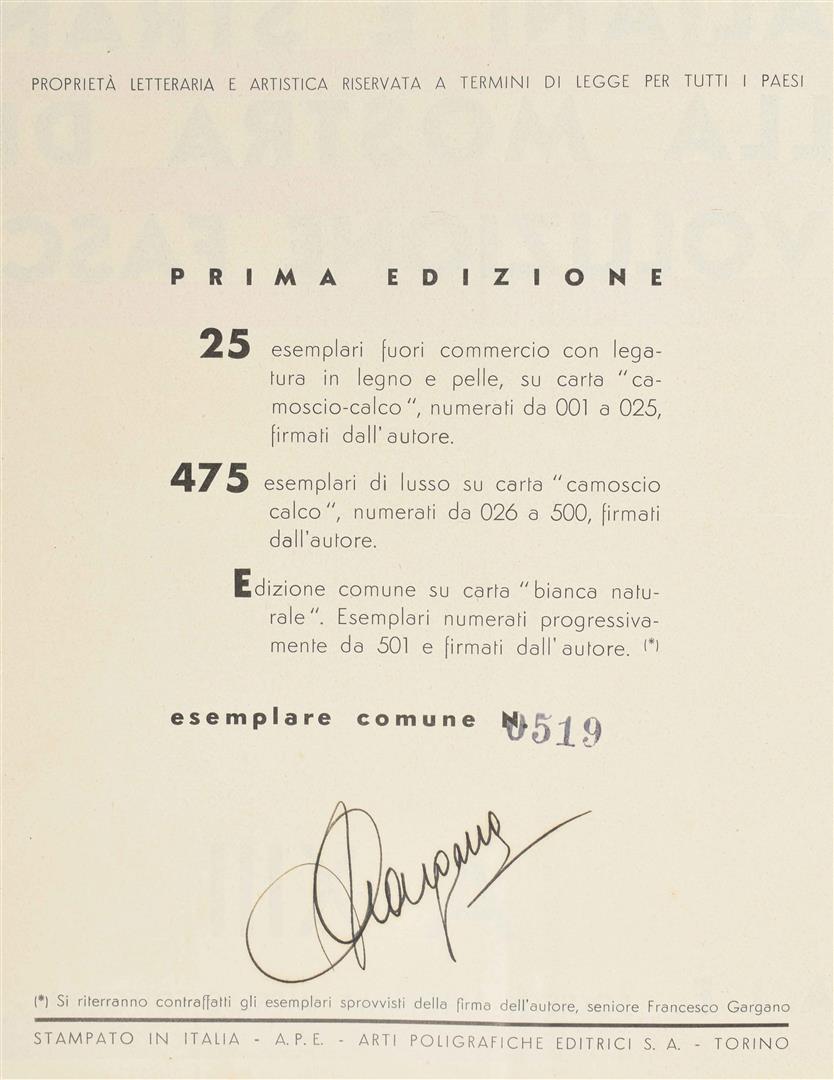 PROPRIETÀ LETTERARIA E ARTISTICA RISERVATA A TERMINI DI LEGGE PER TUTTI I PAESI
PRIMA EDIZIONE
25 esemplari fuori commercio con lega-
tura in legno e pelle, su carta "ca-
moscio-calco", numerati da 001 a 025,
firmati dall'autore.
475 esemplari di lusso su carta "camoscio
calco", numerati da 026 a 500, firmati
dall'autore.
Edizione comune su carta "bianca natu-
rale". Esemplari numerati progressiva-
mente da 501 e firmati dall'autore. (*)
esemplare comune N. 0519
Gargano
(*) Si riterranno contraffatti gli esemplari sprovvisti della firma dell'autore, seniore Francesco Gargano
STAMPATO IN ITALIA - A.P.E. - ARTI POLIGRAFICHE EDITRICI S. A. - TORINO